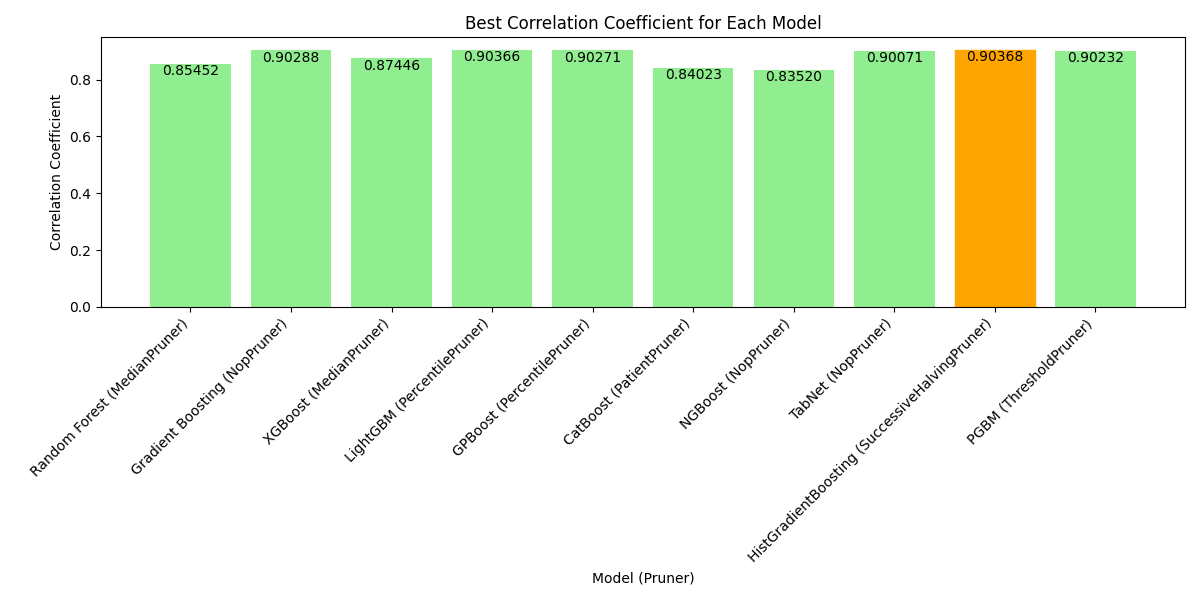 Best Correlation Coefficient for Each Model
Correlation Coefficient
0.8
0.6
0.4
0.2
0.0
0.85452
0.90288
0.87446
0.90366
0.90271
0.84023
0.83520
0.90071
0.90368
0.90232
Random Forest (MedianPruner)
Gradient Boosting (NopPruner)
XGBoost (MedianPruner)
LightGBM (PercentilePruner)
GPBoost (PercentilePruner)
CatBoost (PatientPruner)
NGBoost (NopPruner)
TabNet (NopPruner)
HistGradientBoosting (SuccessiveHalvingPruner)
PGBM (ThresholdPruner)
Model (Pruner)